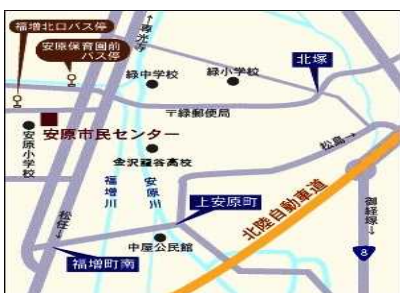 福増北口バス停
安原保育園前
バス停
↑専光寺
緑中学校
緑小学校
北塚
〒緑郵便局
安原市民センター
安原小学校
金沢龍谷高校
松島→
福増川
安原川
上安原町
北陸自動車道
御経塚→
松任↓
中屋公民館
福増町南
8